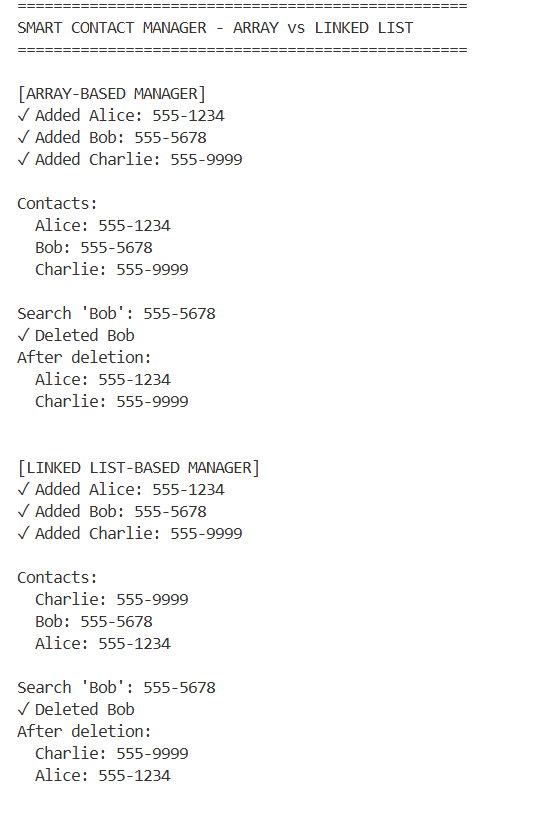 ==================================================
SMART CONTACT MANAGER - ARRAY vs LINKED LIST
==================================================
[ARRAY-BASED MANAGER]
✓ Added Alice: 555-1234
✓ Added Bob: 555-5678
✓ Added Charlie: 555-9999
Contacts:
Alice: 555-1234
Bob: 555-5678
Charlie: 555-9999
Search 'Bob': 555-5678
✓ Deleted Bob
After deletion:
Alice: 555-1234
Charlie: 555-9999
[LINKED LIST-BASED MANAGER]
✓ Added Alice: 555-1234
✓ Added Bob: 555-5678
✓ Added Charlie: 555-9999
Contacts:
Charlie: 555-9999
Bob: 555-5678
Alice: 555-1234
Search 'Bob': 555-5678
✓ Deleted Bob
After deletion:
Charlie: 555-9999
Alice: 555-1234